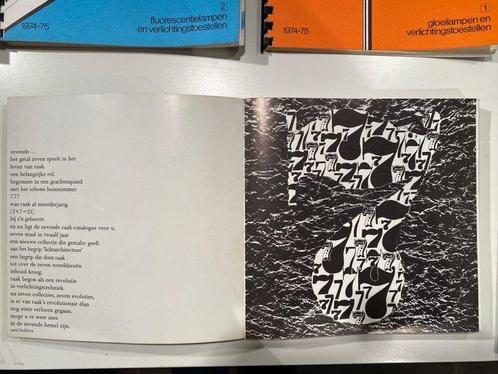 2
fluorescentielampen
en verlichtingstoestellen
1974-75
1
gloeilampen en
verlichtingstoestellen
1974-75
zevende...
het getal zeven speelt in het
leven van raak
een belangrijke rol.
begonnen in een grachtenpand
met het schone huisnummer
777
was raak al meerderjarig
(3×7=21)
bij z'n geboorte.
en nu ligt de zevende raak-catalogus voor u.
zeven maal in twaalf jaar
een nieuwe collectie die gestalte geeft
aan het begrip 'lichtarchitectuur'
een begrip dat door raak
tot over de zeven wereldzeeën
inhoud kreeg.
raak begon als een revolutie
in verlichtingstechniek.
na zeven collecties, zeven evoluties,
is er van raak's revolutionair élan
nog niets verloren gegaan.
moge u er weer mee
in de zevende hemel zijn.